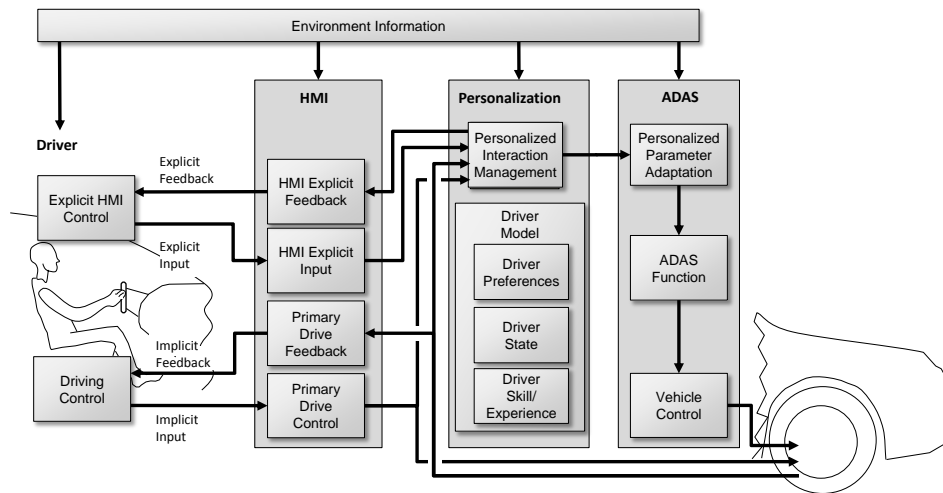 Environment Information
HMI
Personalization
ADAS
Driver
Explicit
Feedback
Explicit HMI
Control
Explicit
Input
HMI Explicit
Feedback
HMI Explicit
Input
Personalized
Interaction
Management
Personalized
Parameter
Adaptation
Driver
Model
Driver
Preferences
Driver
State
Driver
Skill/
Experience
ADAS
Function
Vehicle
Control
Implicit
Feedback
Driving
Control
Implicit
Input
Primary
Drive
Feedback
Primary
Drive
Control